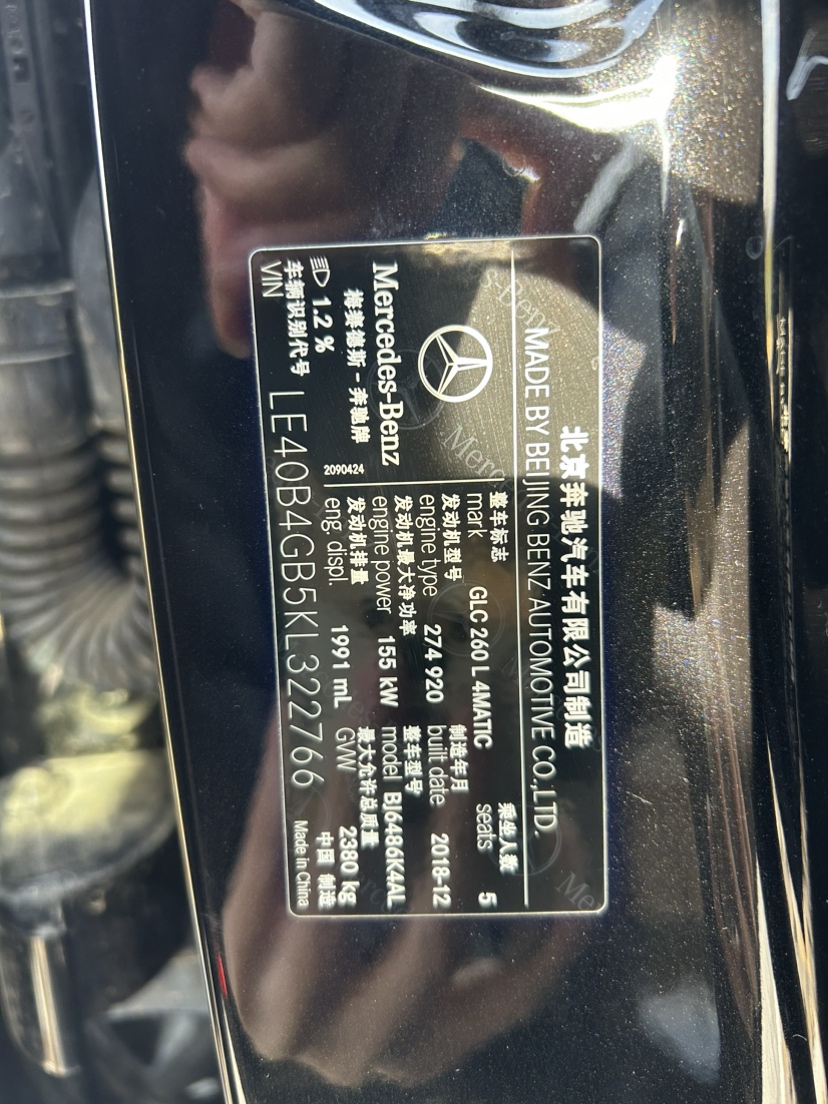 北京奔驰汽车有限公司制造
MADE BY BEIJING BENZ AUTOMOTIVE CO.,LTD.
Mercedes-Benz
梅赛德斯-奔驰牌
1.2 %
2090424
整车标志
mark GLC 260 L 4MATIC
乘坐人数
seats 5
发动机型号
engine type 274 920
制造年月
built date 2018-12
发动机最大净功率
engine power 155 kW
整车型号
model BJ6486K4AL
发动机排量
eng. displ. 1991 mL
最大允许总质量
GVW 2380 kg
车辆识别代号
VIN LE40B4GB5KL322766
中国 制造
Made in China